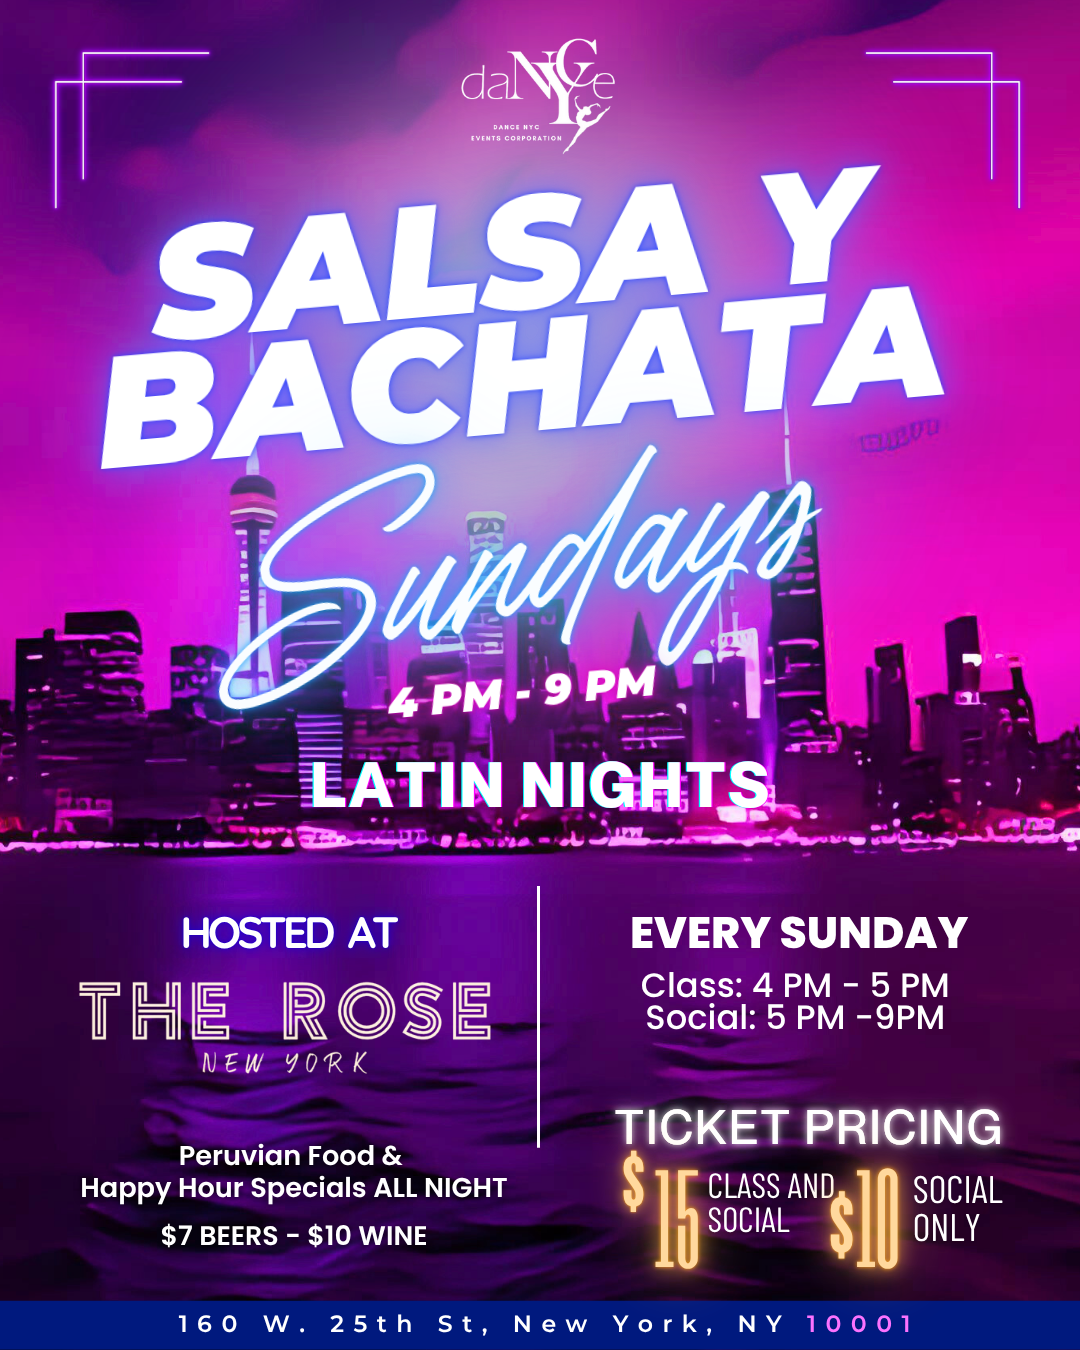 daNYCe
DANCE NYC
EVENTS CORPORATION
SALSA Y
BACHATA
Sundays
4 PM - 9 PM
LATIN NIGHTS
HOSTED AT
THE ROSE
NEW YORK
Peruvian Food &
Happy Hour Specials ALL NIGHT
$7 BEERS - $10 WINE
EVERY SUNDAY
Class: 4 PM - 5 PM
Social: 5 PM -9PM
TICKET PRICING
$15 CLASS AND SOCIAL
$10 SOCIAL ONLY
160 W. 25th St, New York, NY 10001